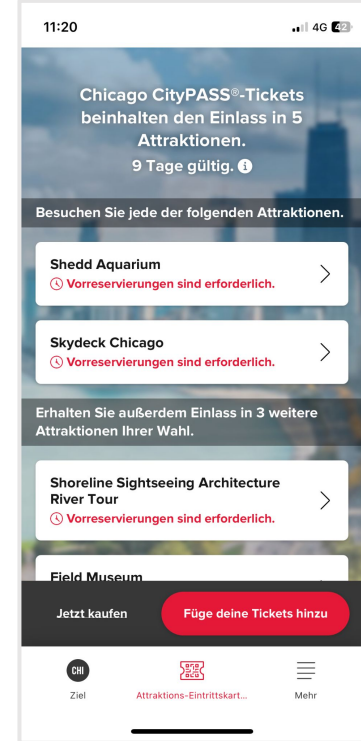 11:20
4G 42
Chicago CityPASS®-Tickets
beinhalten den Einlass in 5
Attraktionen.
9 Tage gültig. i
Besuchen Sie jede der folgenden Attraktionen.
Shedd Aquarium
Vorreservierungen sind erforderlich.
Skydeck Chicago
Vorreservierungen sind erforderlich.
Erhalten Sie außerdem Einlass in 3 weitere
Attraktionen Ihrer Wahl.
Shoreline Sightseeing Architecture
River Tour
Vorreservierungen sind erforderlich.
Field Museum
Jetzt kaufen
Füge deine Tickets hinzu
CHI
Ziel
Attraktions-Eintrittskart...
Mehr